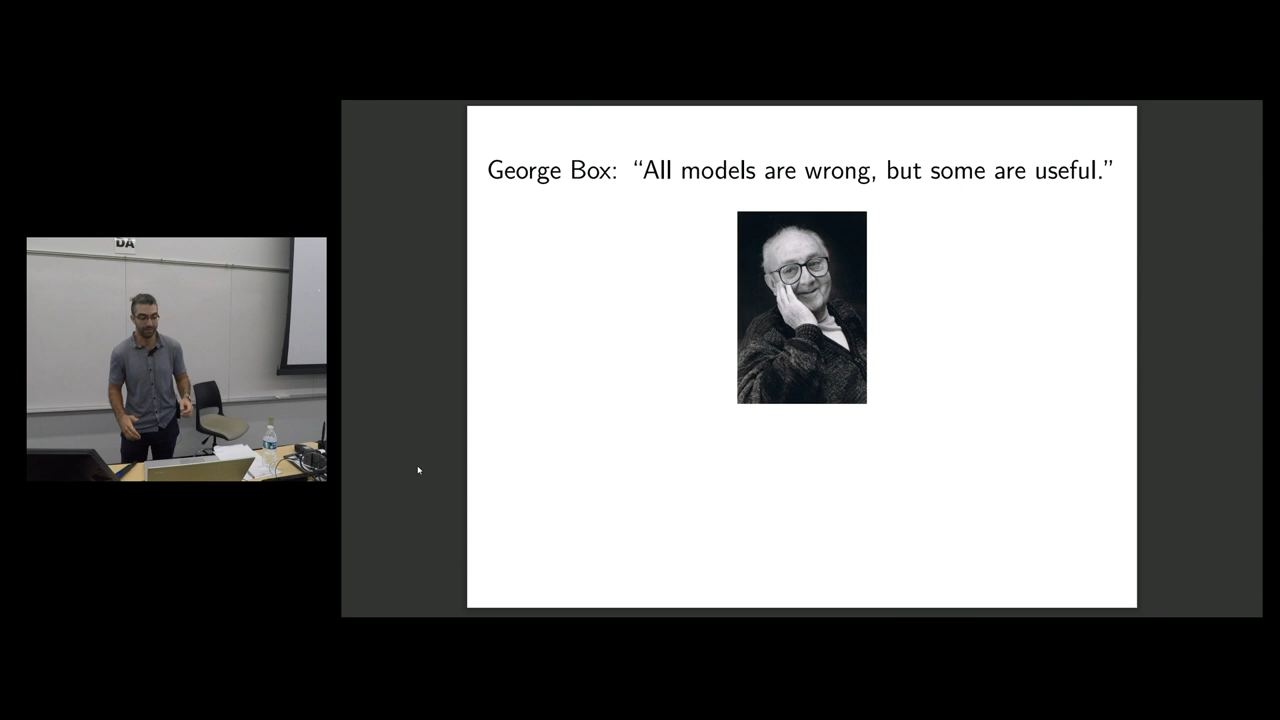 DA
George Box: “All models are wrong, but some are useful.”